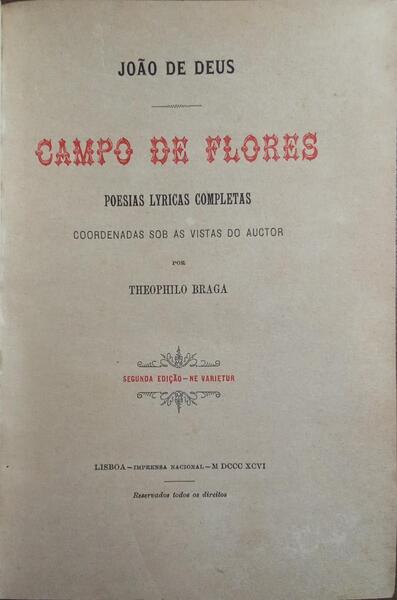 JOÃO DE DEUS
CAMPO DE FLORES
POESIAS LYRICAS COMPLETAS
COORDENADAS SOB AS VISTAS DO AUCTOR
POR
THEOPHILO BRAGA
SEGUNDA EDIÇÃO—NE VARIETUR
LISBOA—IMPRENSA NACIONAL—M DCCC XCVI
Reservados todos os direitos